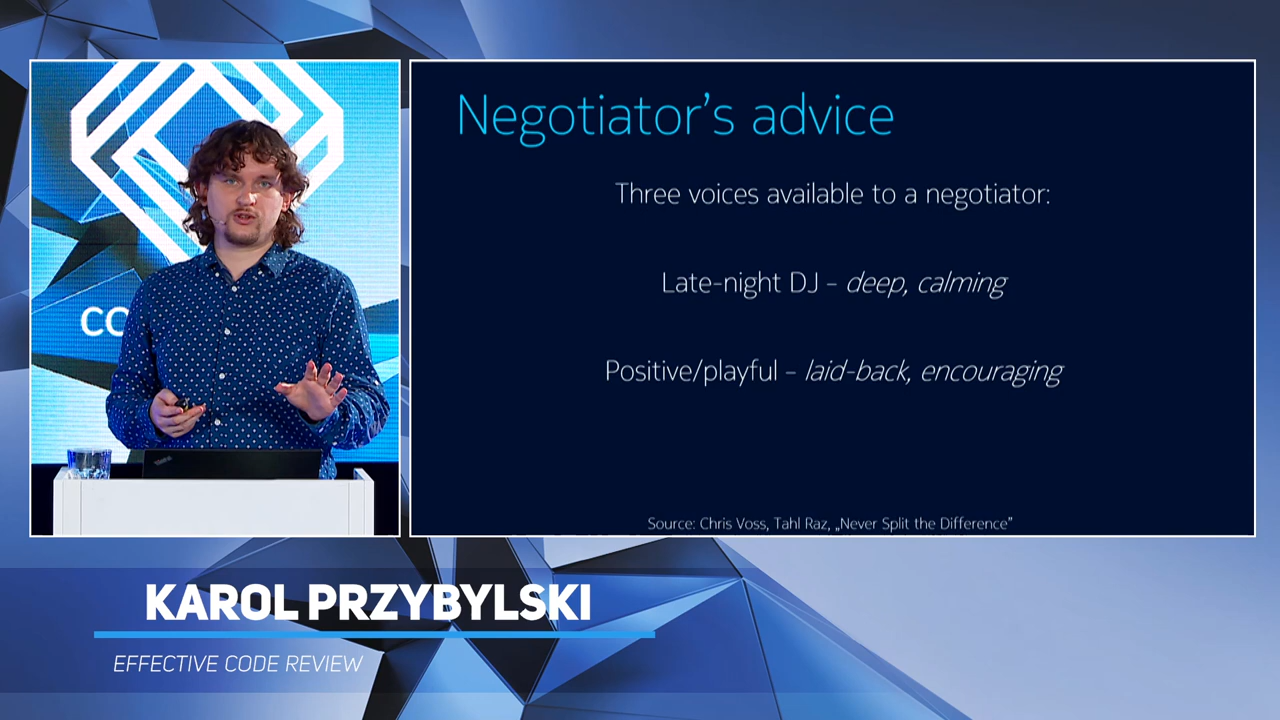 Negotiator's advice
Three voices available to a negotiator:
Late-night DJ – deep, calming
Positive/playful – laid-back, encouraging
Source: Chris Voss, Tahl Raz, „Never Split the Difference”
CO
KAROL PRZYBYLSKI
EFFECTIVE CODE REVIEW